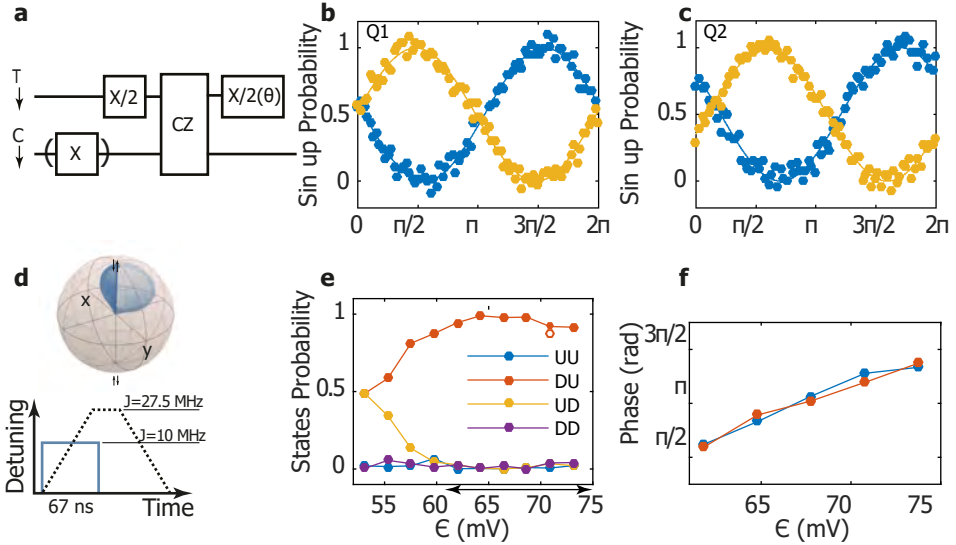 a
T
C
X/2
X
CZ
X/2(θ)
b
Sin up Probability
1
0.5
0
Q1
0
π/2
π
3π/2
2π
c
Sin up Probability
1
0.5
0
Q2
0
π/2
π
3π/2
2π
d
x
y
Detuning
J=27.5 MHz
J=10 MHz
67 ns
Time
e
States Probability
1
0.5
0
UU
DU
UD
DD
55
60
65
70
75
Є (mV)
f
Phase (rad)
3π/2
π
π/2
65
70
75
Є (mV)